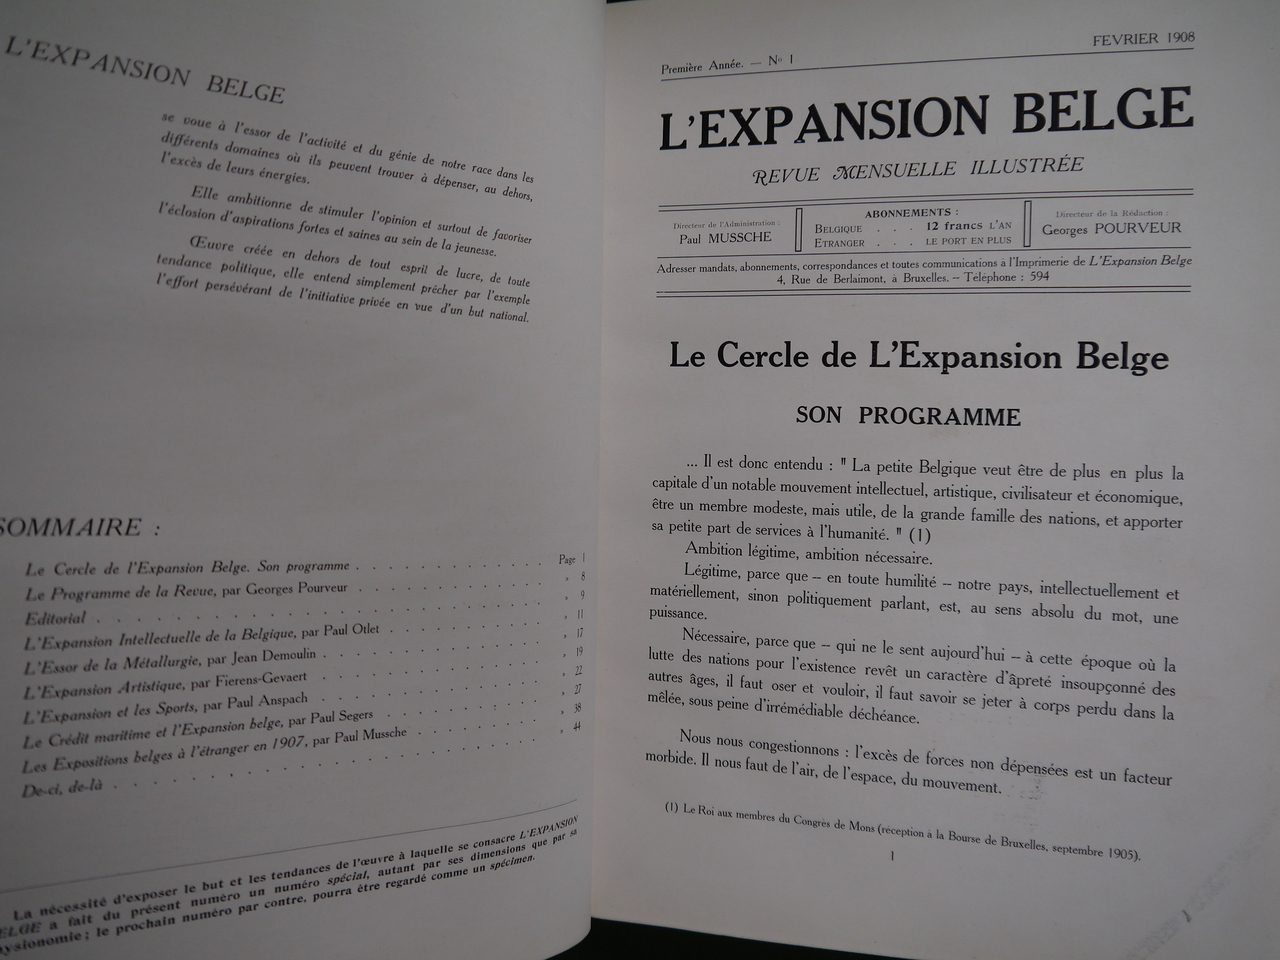 L'EXPANSION BELGE
se voue à l'essor de l'activité et du génie de notre race dans les
différents domaines où ils peuvent trouver à dépenser, au dehors,
l'excès de leurs énergies.
Elle ambitionne de stimuler l'opinion et surtout de favoriser
l'éclosion d'aspirations fortes et saines au sein de la jeunesse.
Œuvre créée en dehors de tout esprit de lucre, de toute
tendance politique, elle entend simplement prêcher par l'exemple
l'effort persévérant de l'initiative privée en vue d'un but national.
SOMMAIRE :
Le Cercle de l'Expansion Belge. Son programme . . . . . . . . . . . . Page 1
Le Programme de la Revue, par Georges Pourveur . . . . . . . . . . . » 8
Editorial . . . . . . . . . . . . . . . . . . . . . . . » 9
L'Expansion Intellectuelle de la Belgique, par Paul Otlet . . . . . . . . . » 11
L'Essor de la Métallurgie, par Jean Demoulin . . . . . . . . . . . . » 17
L'Expansion Artistique, par Fierens-Gevaert . . . . . . . . . . . . » 19
L'Expansion et les Sports, par Paul Anspach . . . . . . . . . . . . » 22
Le Crédit maritime et l'Expansion belge, par Paul Segers . . . . . . . . . » 27
Les Expositions belges à l'étranger en 1907, par Paul Mussche . . . . . . . » 38
De-ci, de-là . . . . . . . . . . . . . . . . . . . . . . » 44
La nécessité d'exposer le but et les tendances de l'œuvre à laquelle se consacre L'EXPANSION
ELGE a fait du présent numéro un numéro spécial, autant par ses dimensions que par sa
ysionomie ; le prochain numéro par contre, pourra être regardé comme un spécimen.
Première Année. — No 1
FEVRIER 1908
L'EXPANSION BELGE
REVUE MENSUELLE ILLUSTRÉE
Directeur de l'Administration :
Paul MUSSCHE
ABONNEMENTS :
BELGIQUE . . . 12 francs L'AN
ETRANGER . . . LE PORT EN PLUS
Directeur de la Rédaction :
Georges POURVEUR
Adresser mandats, abonnements, correspondances et toutes communications à l'Imprimerie de L'Expansion Belge
4, Rue de Berlaimont, à Bruxelles. — Téléphone : 594
Le Cercle de L'Expansion Belge
SON PROGRAMME
... Il est donc entendu : " La petite Belgique veut être de plus en plus la
capitale d'un notable mouvement intellectuel, artistique, civilisateur et économique,
être un membre modeste, mais utile, de la grande famille des nations, et apporter
sa petite part de services à l'humanité. " (1)
Ambition légitime, ambition nécessaire.
Légitime, parce que – en toute humilité – notre pays, intellectuellement et
matériellement, sinon politiquement parlant, est, au sens absolu du mot, une
puissance.
Nécessaire, parce que – qui ne le sent aujourd'hui – à cette époque où la
lutte des nations pour l'existence revêt un caractère d'âpreté insoupçonné des
autres âges, il faut oser et vouloir, il faut savoir se jeter à corps perdu dans la
mêlée, sous peine d'irrémédiable déchéance.
Nous nous congestionnons : l'excès de forces non dépensées est un facteur
morbide. Il nous faut de l'air, de l'espace, du mouvement.
(1) Le Roi aux membres du Congrès de Mons (réception à la Bourse de Bruxelles, septembre 1905).
1